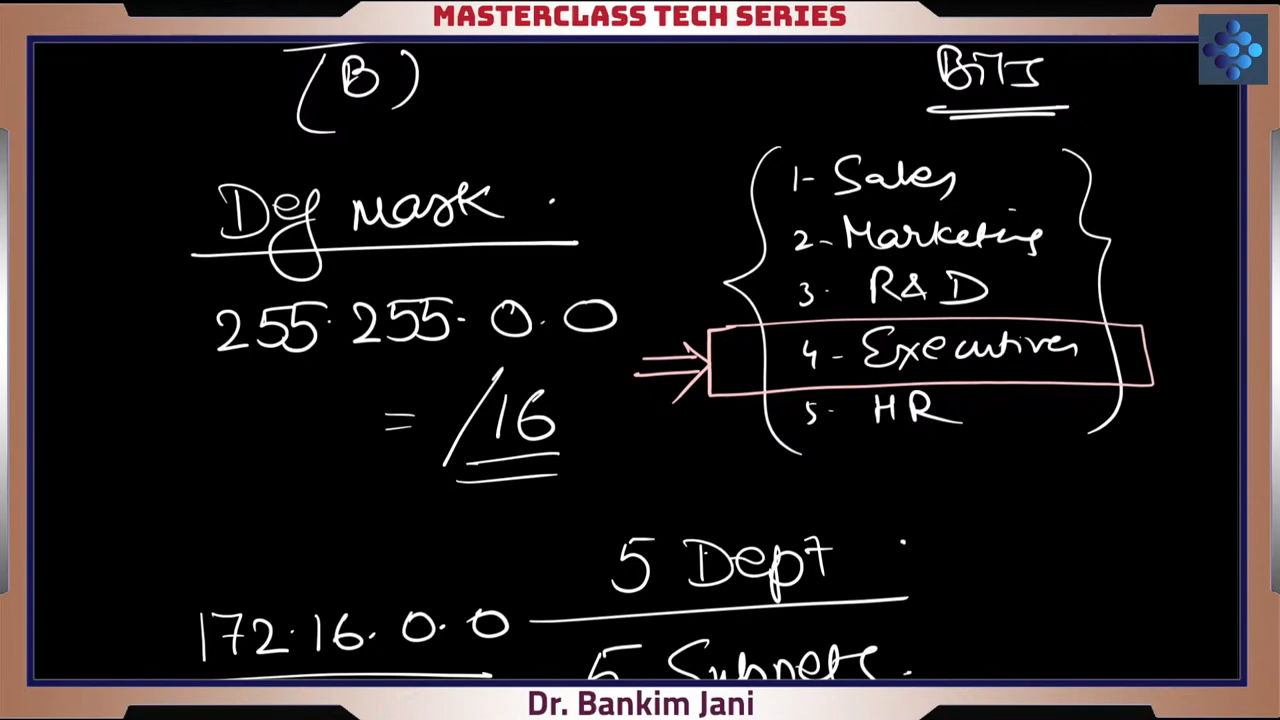 MASTERCLASS TECH SERIES
(B)
Bits
Def mask.
255.255.0.0
= /16
1- Sales
2- Marketing
3- R&D
4- Executives
5- HR
5 Dept.
172.16.0.0
5 Subnets.
Dr. Bankim Jani